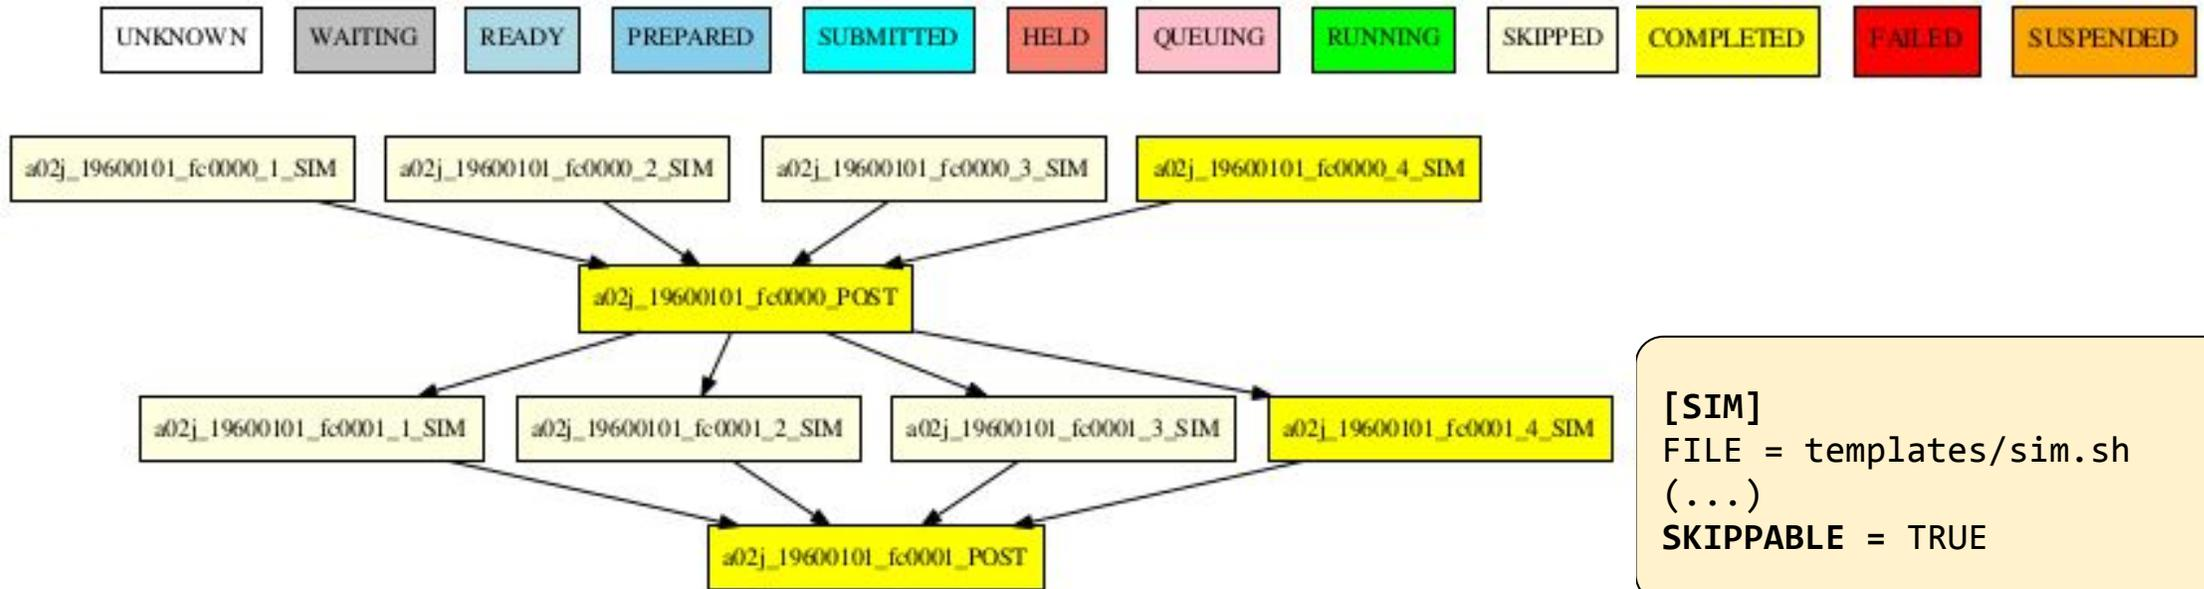 UNKNOWN WAITING READY PREPARED SUBMITTED HELD QUEUING RUNNING SKIPPED COMPLETED FAILED SUSPENDED
a02j_19600101_fc0000_1_SIM a02j_19600101_fc0000_2_SIM a02j_19600101_fc0000_3_SIM a02j_19600101_fc0000_4_SIM
a02j_19600101_fc0000_POST
a02j_19600101_fc0001_1_SIM a02j_19600101_fc0001_2_SIM a02j_19600101_fc0001_3_SIM a02j_19600101_fc0001_4_SIM
a02j_19600101_fc0001_POST
[SIM]
FILE = templates/sim.sh
(...)
SKIPPABLE = TRUE